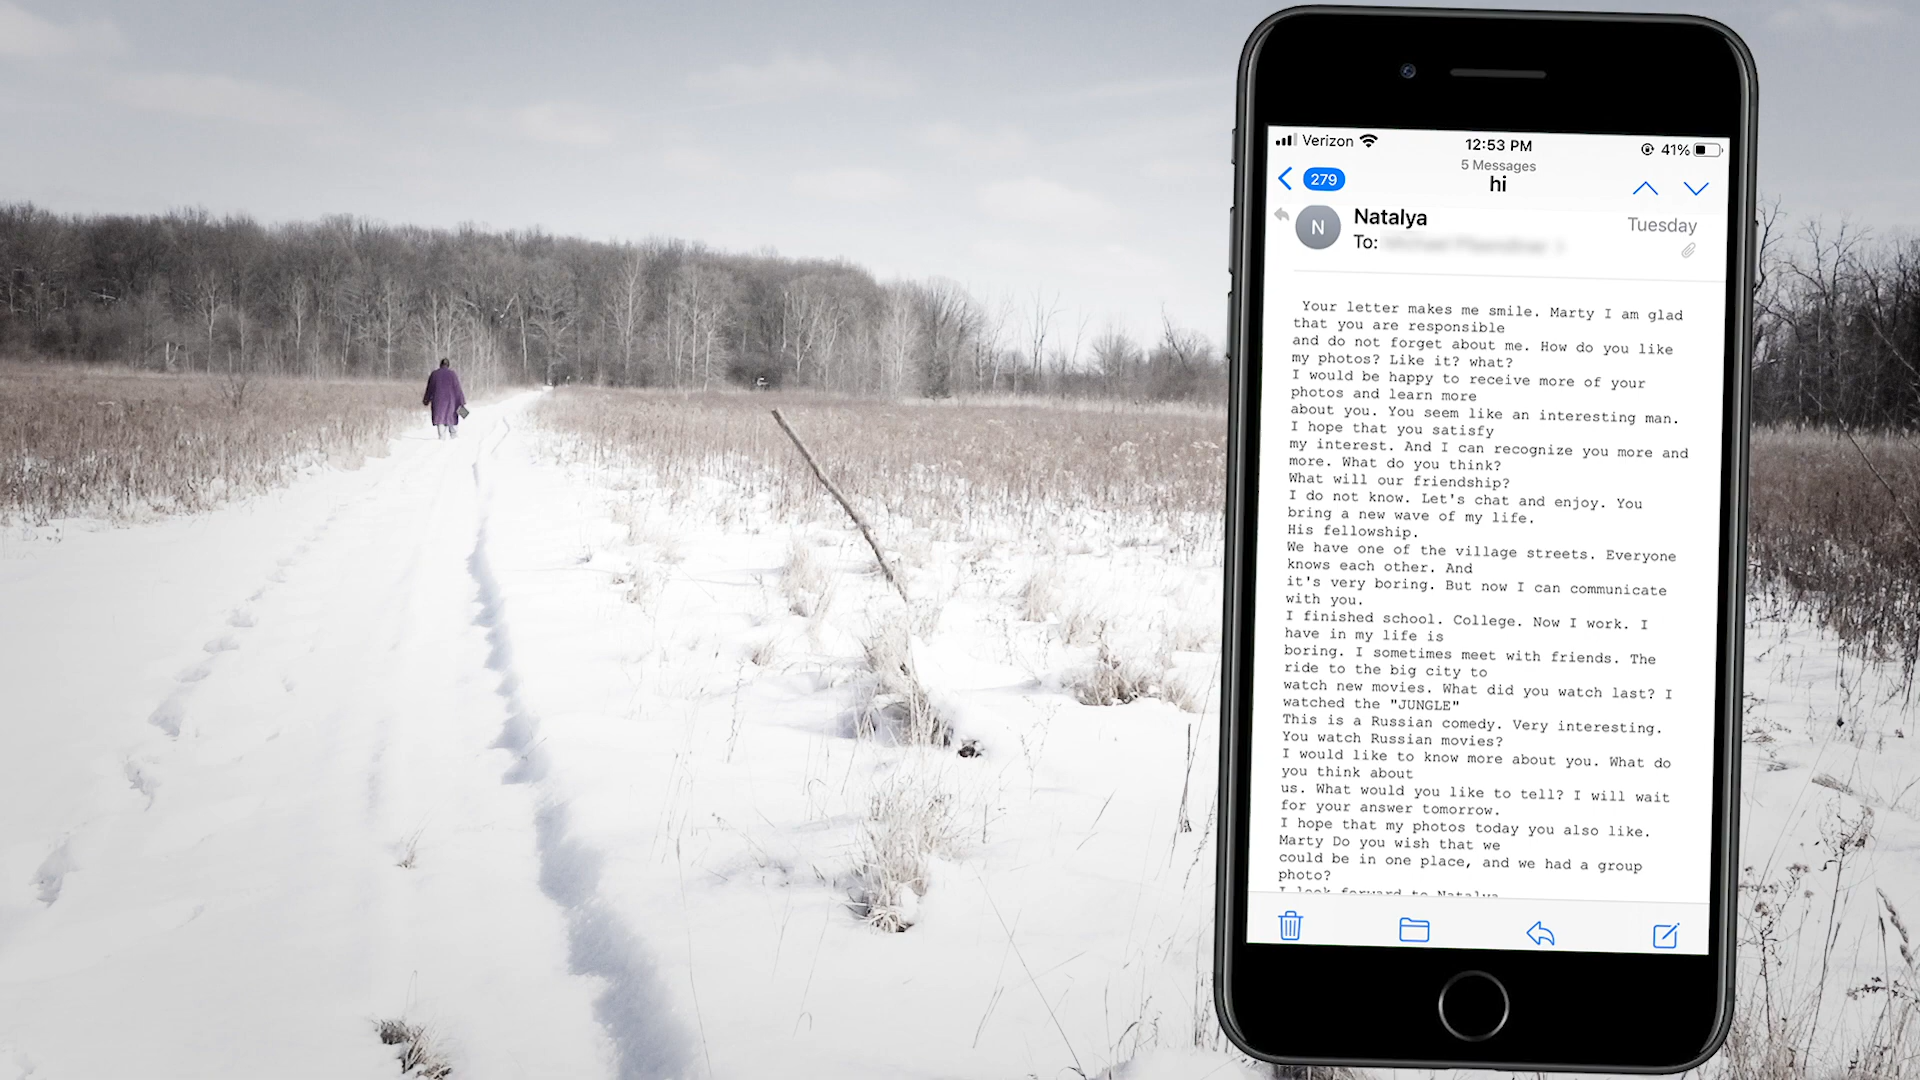 Verizon 12:53 PM 41%
5 Messages
279 hi
N Natalya Tuesday
To:
Your letter makes me smile. Marty I am glad
that you are responsible
and do not forget about me. How do you like
my photos? Like it? what?
I would be happy to receive more of your
photos and learn more
about you. You seem like an interesting man.
I hope that you satisfy
my interest. And I can recognize you more and
more. What do you think?
What will our friendship?
I do not know. Let's chat and enjoy. You
bring a new wave of my life.
His fellowship.
We have one of the village streets. Everyone
knows each other. And
it's very boring. But now I can communicate
with you.
I finished school. College. Now I work. I
have in my life is
boring. I sometimes meet with friends. The
ride to the big city to
watch new movies. What did you watch last? I
watched the "JUNGLE"
This is a Russian comedy. Very interesting.
You watch Russian movies?
I would like to know more about you. What do
you think about
us. What would you like to tell? I will wait
for your answer tomorrow.
I hope that my photos today you also like.
Marty Do you wish that we
could be in one place, and we had a group
photo?
I look forward to Natalya